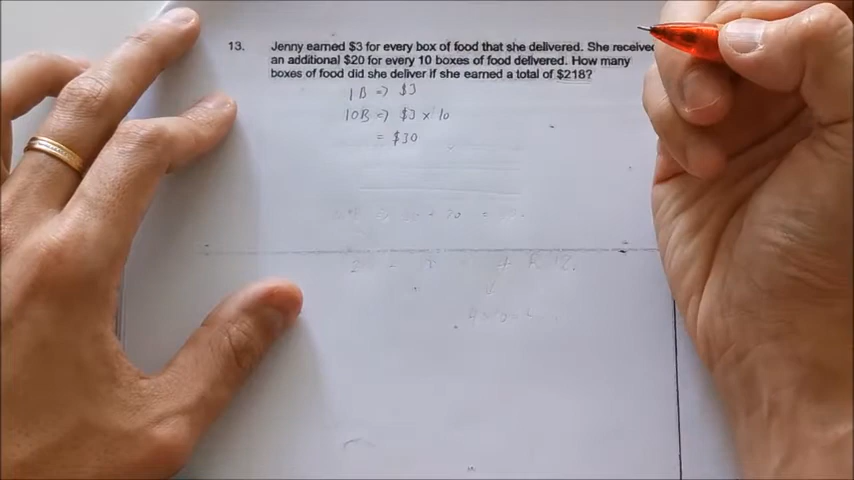 13. Jenny earned $3 for every box of food that she delivered. She receive
an additional $20 for every 10 boxes of food delivered. How many
boxes of food did she deliver if she earned a total of $218?
1B => $3
10B => $3 x 10
= $30